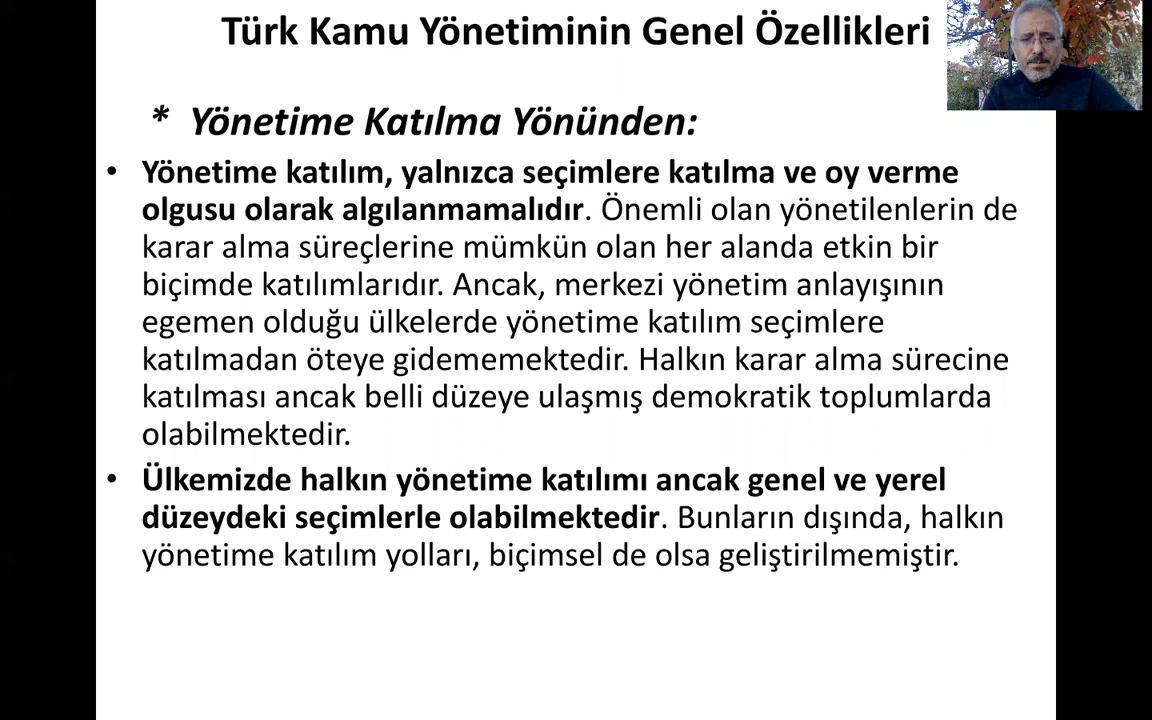 Türk Kamu Yönetiminin Genel Özellikleri
* Yönetime Katılma Yönünden:
• Yönetime katılım, yalnızca seçimlere katılma ve oy verme
olgusu olarak algılanmamalıdır. Önemli olan yönetilenlerin de
karar alma süreçlerine mümkün olan her alanda etkin bir
biçimde katılımlarıdır. Ancak, merkezi yönetim anlayışının
egemen olduğu ülkelerde yönetime katılım seçimlere
katılmadan öteye gidememektedir. Halkın karar alma sürecine
katılması ancak belli düzeye ulaşmış demokratik toplumlarda
olabilmektedir.
• Ülkemizde halkın yönetime katılımı ancak genel ve yerel
düzeydeki seçimlerle olabilmektedir. Bunların dışında, halkın
yönetime katılım yolları, biçimsel de olsa geliştirilmemiştir.